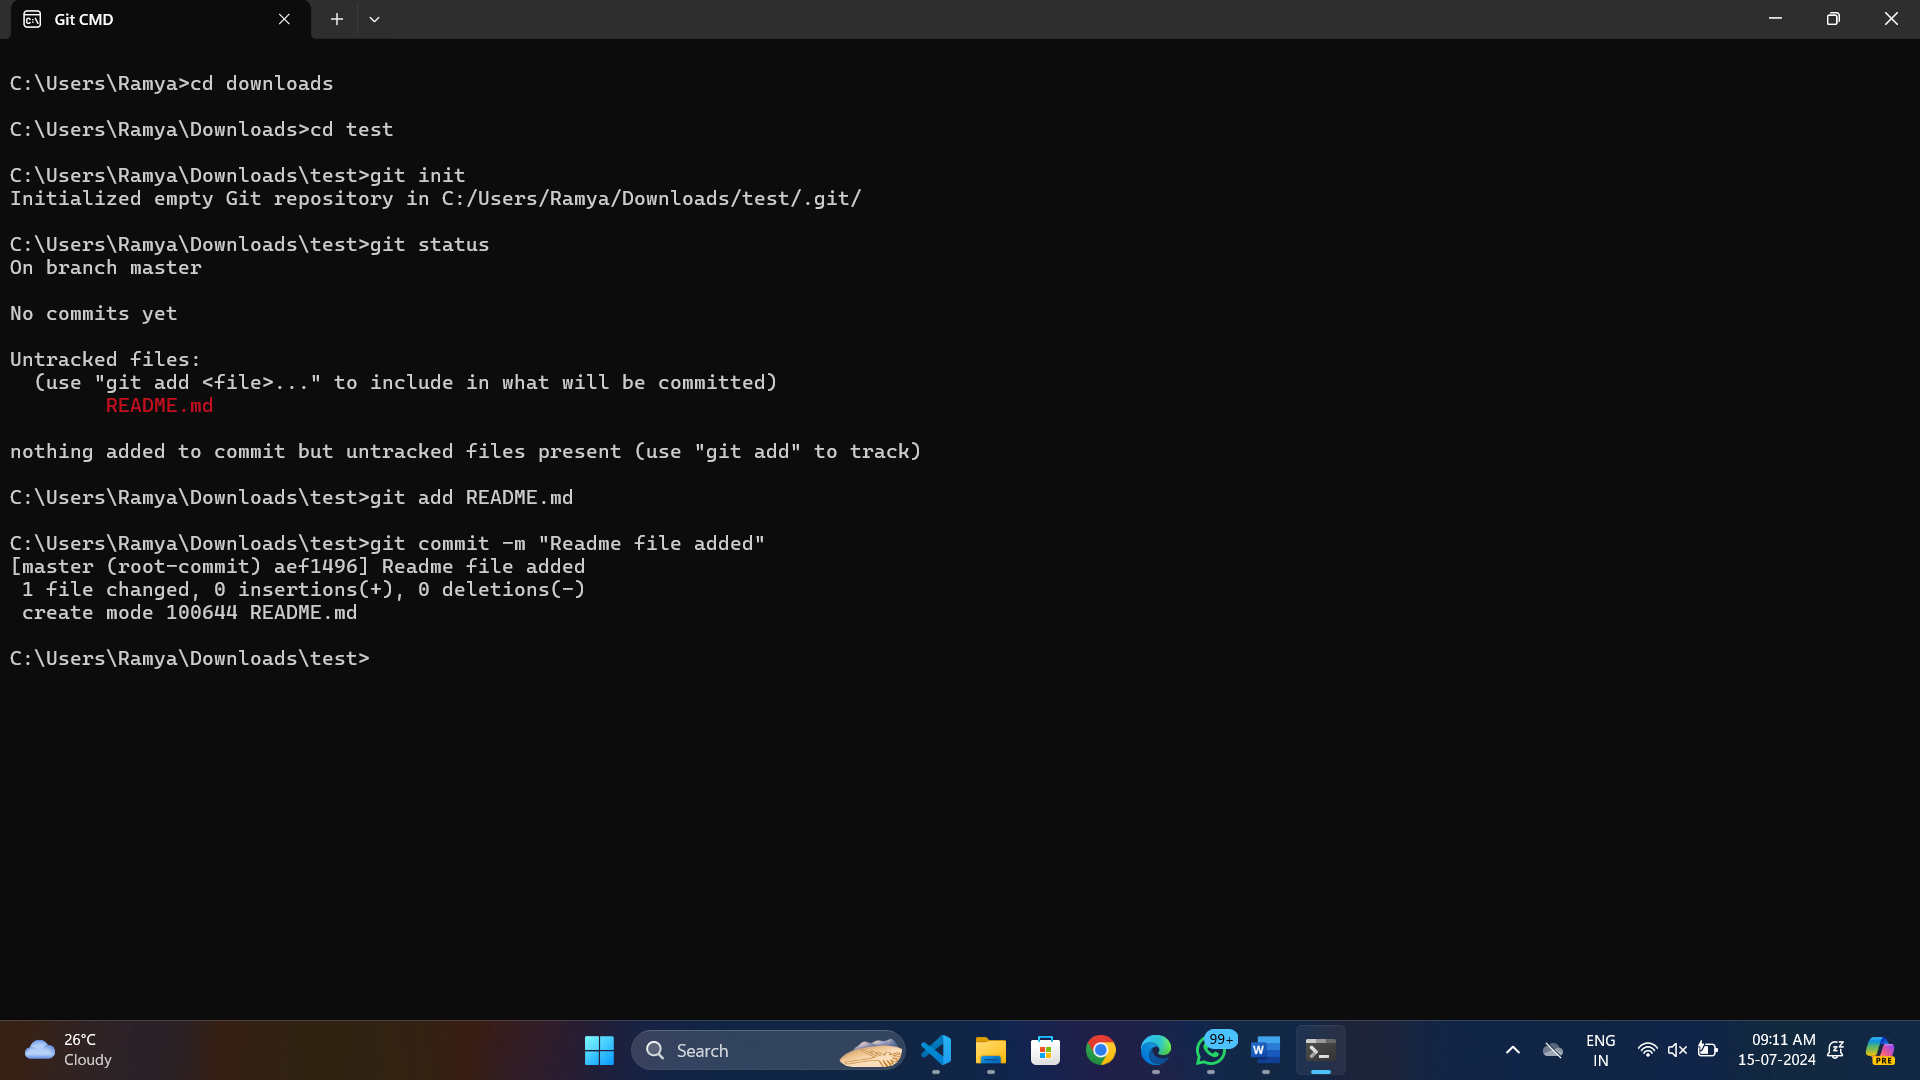 Git CMD
C:\Users\Ramya>cd downloads
C:\Users\Ramya\Downloads>cd test
C:\Users\Ramya\Downloads\test>git init
Initialized empty Git repository in C:/Users/Ramya/Downloads/test/.git/
C:\Users\Ramya\Downloads\test>git status
On branch master
No commits yet
Untracked files:
  (use "git add <file>..." to include in what will be committed)
        README.md
nothing added to commit but untracked files present (use "git add" to track)
C:\Users\Ramya\Downloads\test>git add README.md
C:\Users\Ramya\Downloads\test>git commit -m "Readme file added"
[master (root-commit) aef1496] Readme file added
 1 file changed, 0 insertions(+), 0 deletions(-)
 create mode 100644 README.md
C:\Users\Ramya\Downloads\test>
26°C
Cloudy
Search
99+
W
ENG
IN
09:11 AM
15-07-2024
PRE